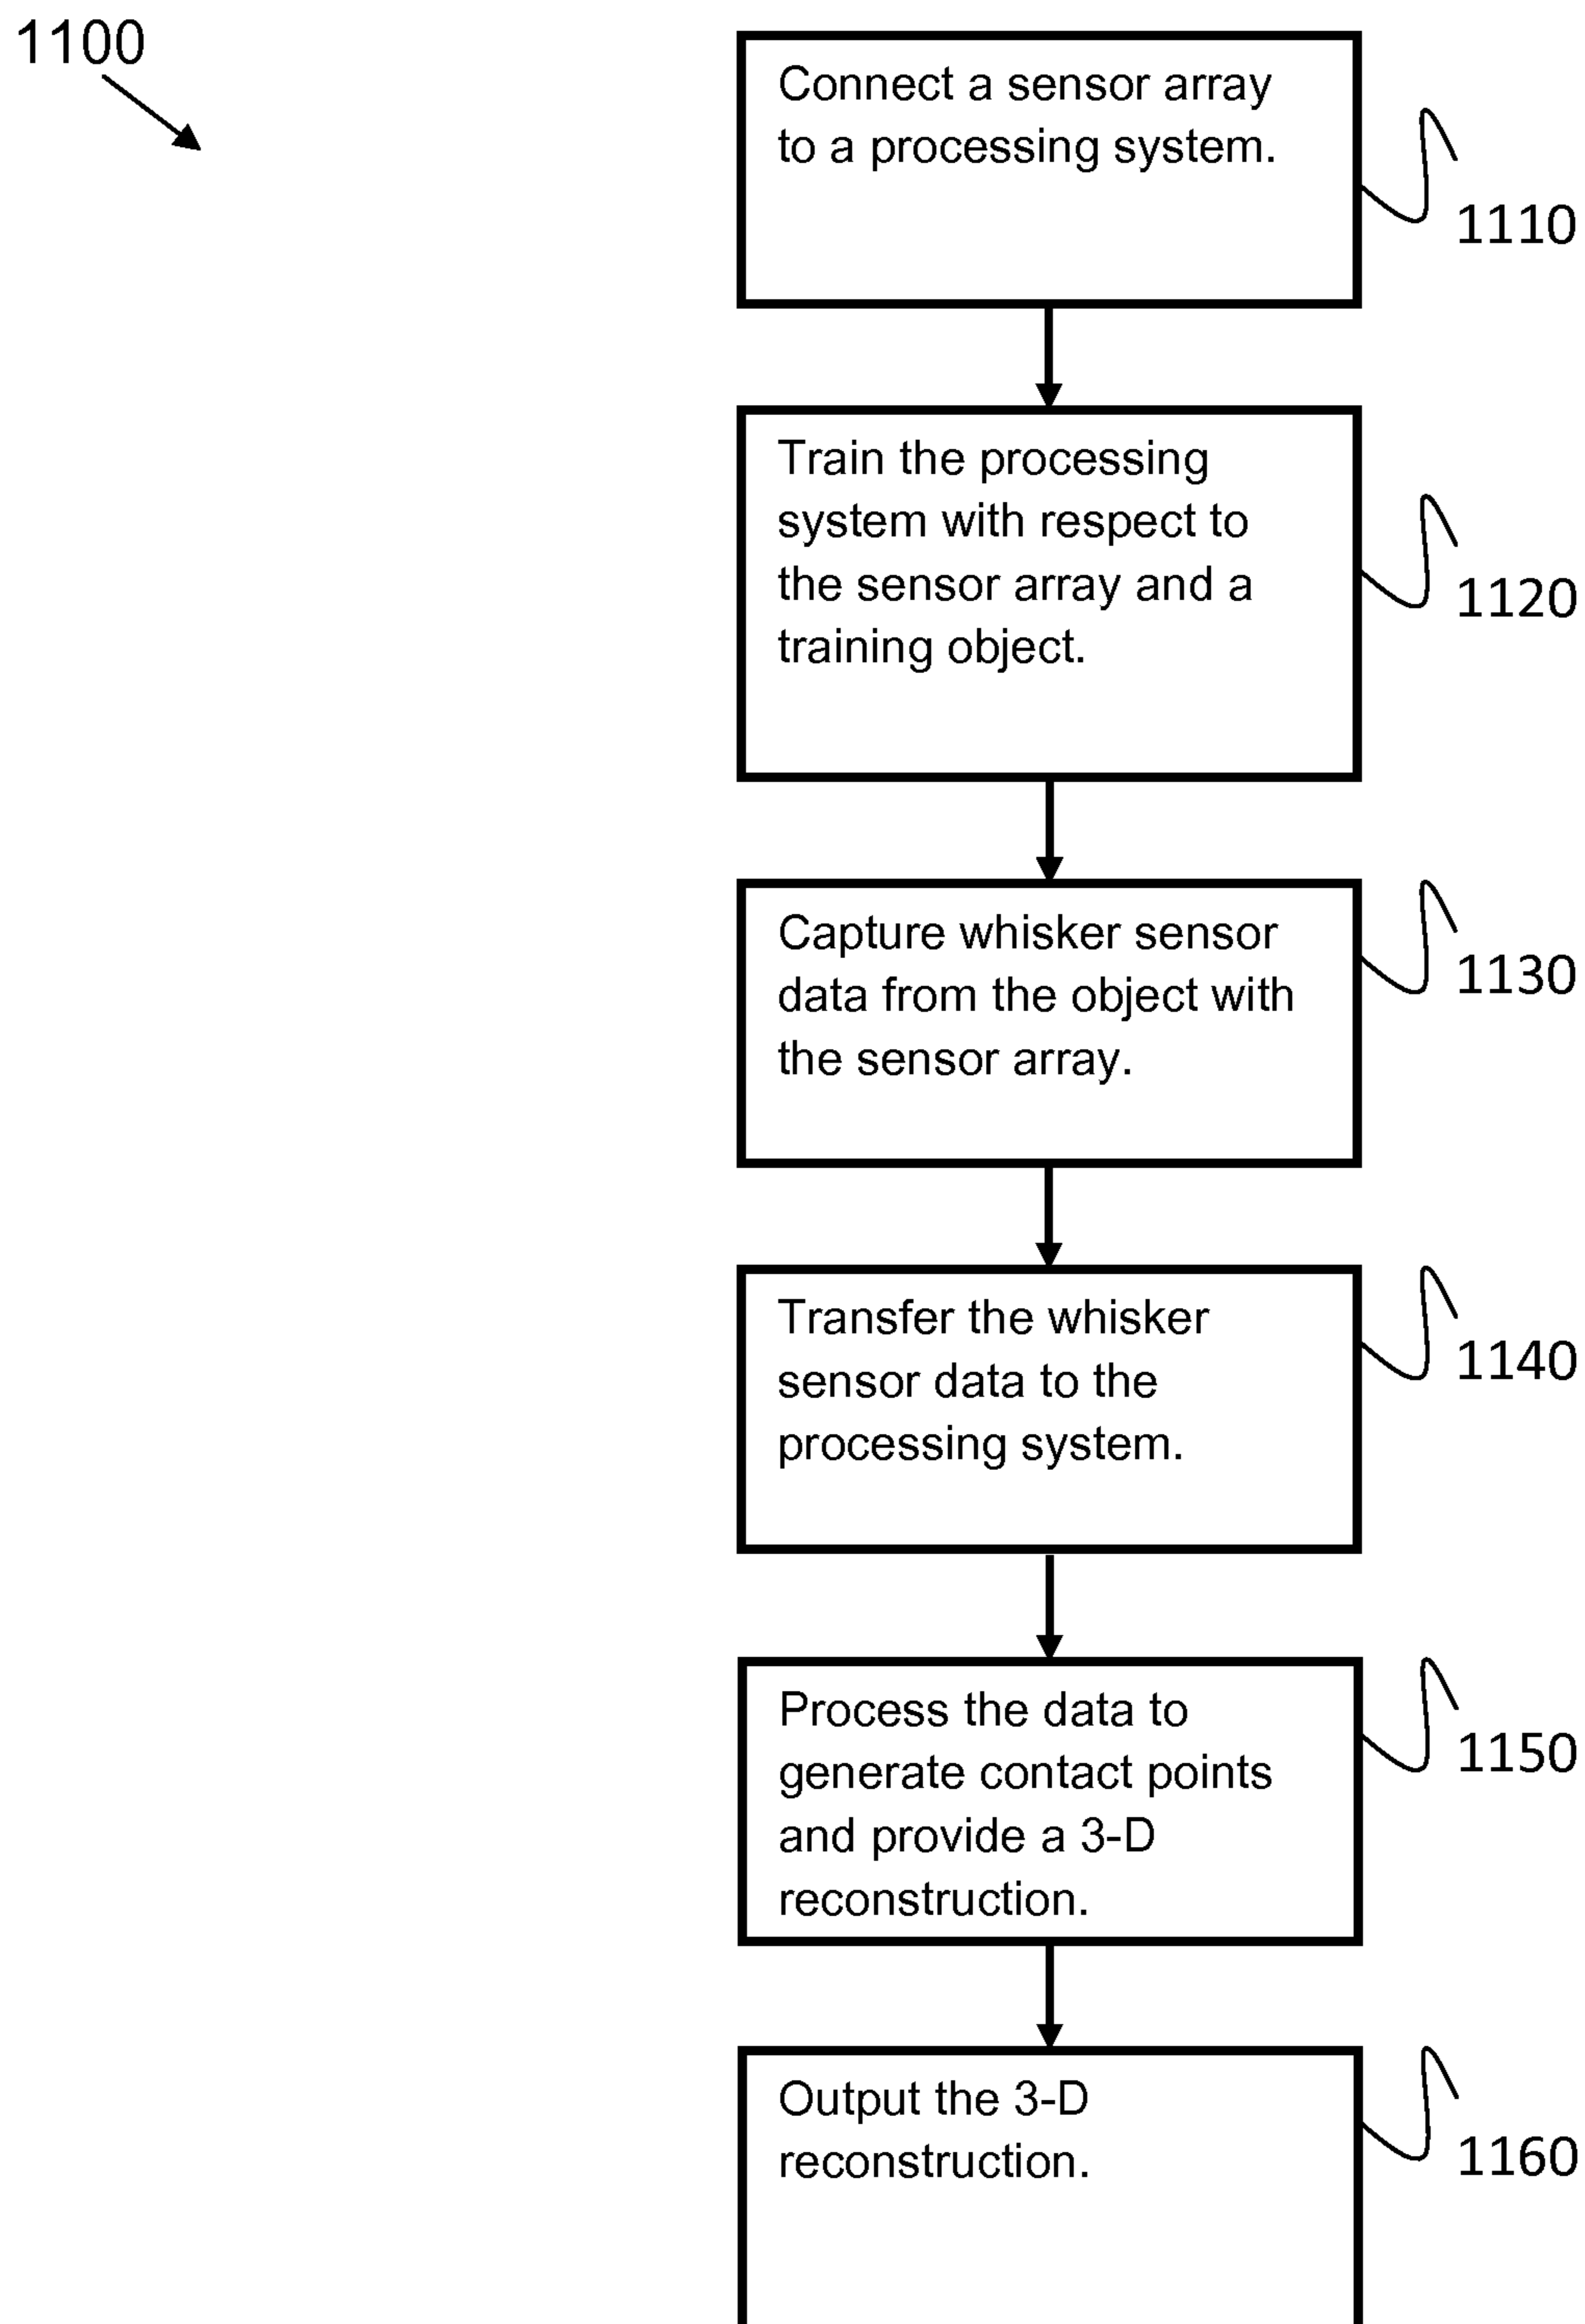 1100
Connect a sensor array
to a processing system.
1110
Train the processing
system with respect to
the sensor array and a
training object.
1120
Capture whisker sensor
data from the object with
the sensor array.
1130
Transfer the whisker
sensor data to the
processing system.
1140
Process the data to
generate contact points
and provide a 3-D
reconstruction.
1150
Output the 3-D
reconstruction.
1160